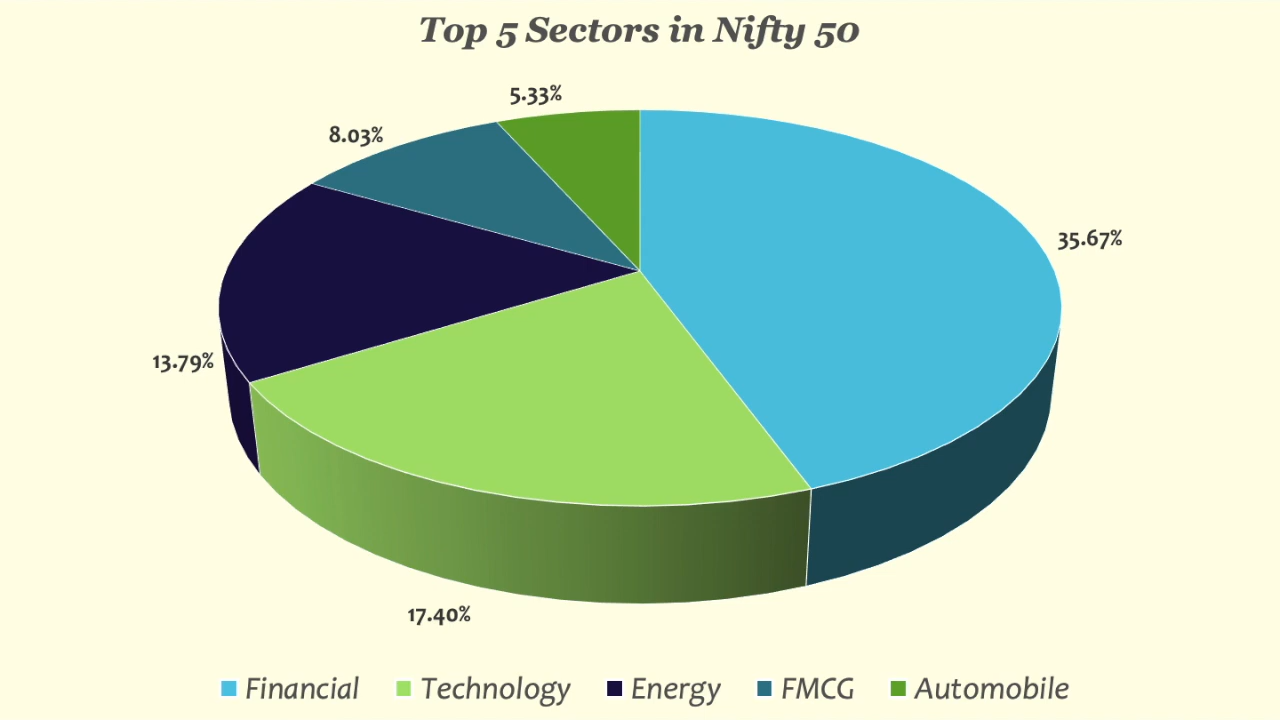 Top 5 Sectors in Nifty 50
5.33%
8.03%
35.67%
13.79%
17.40%
Financial Technology Energy FMCG Automobile